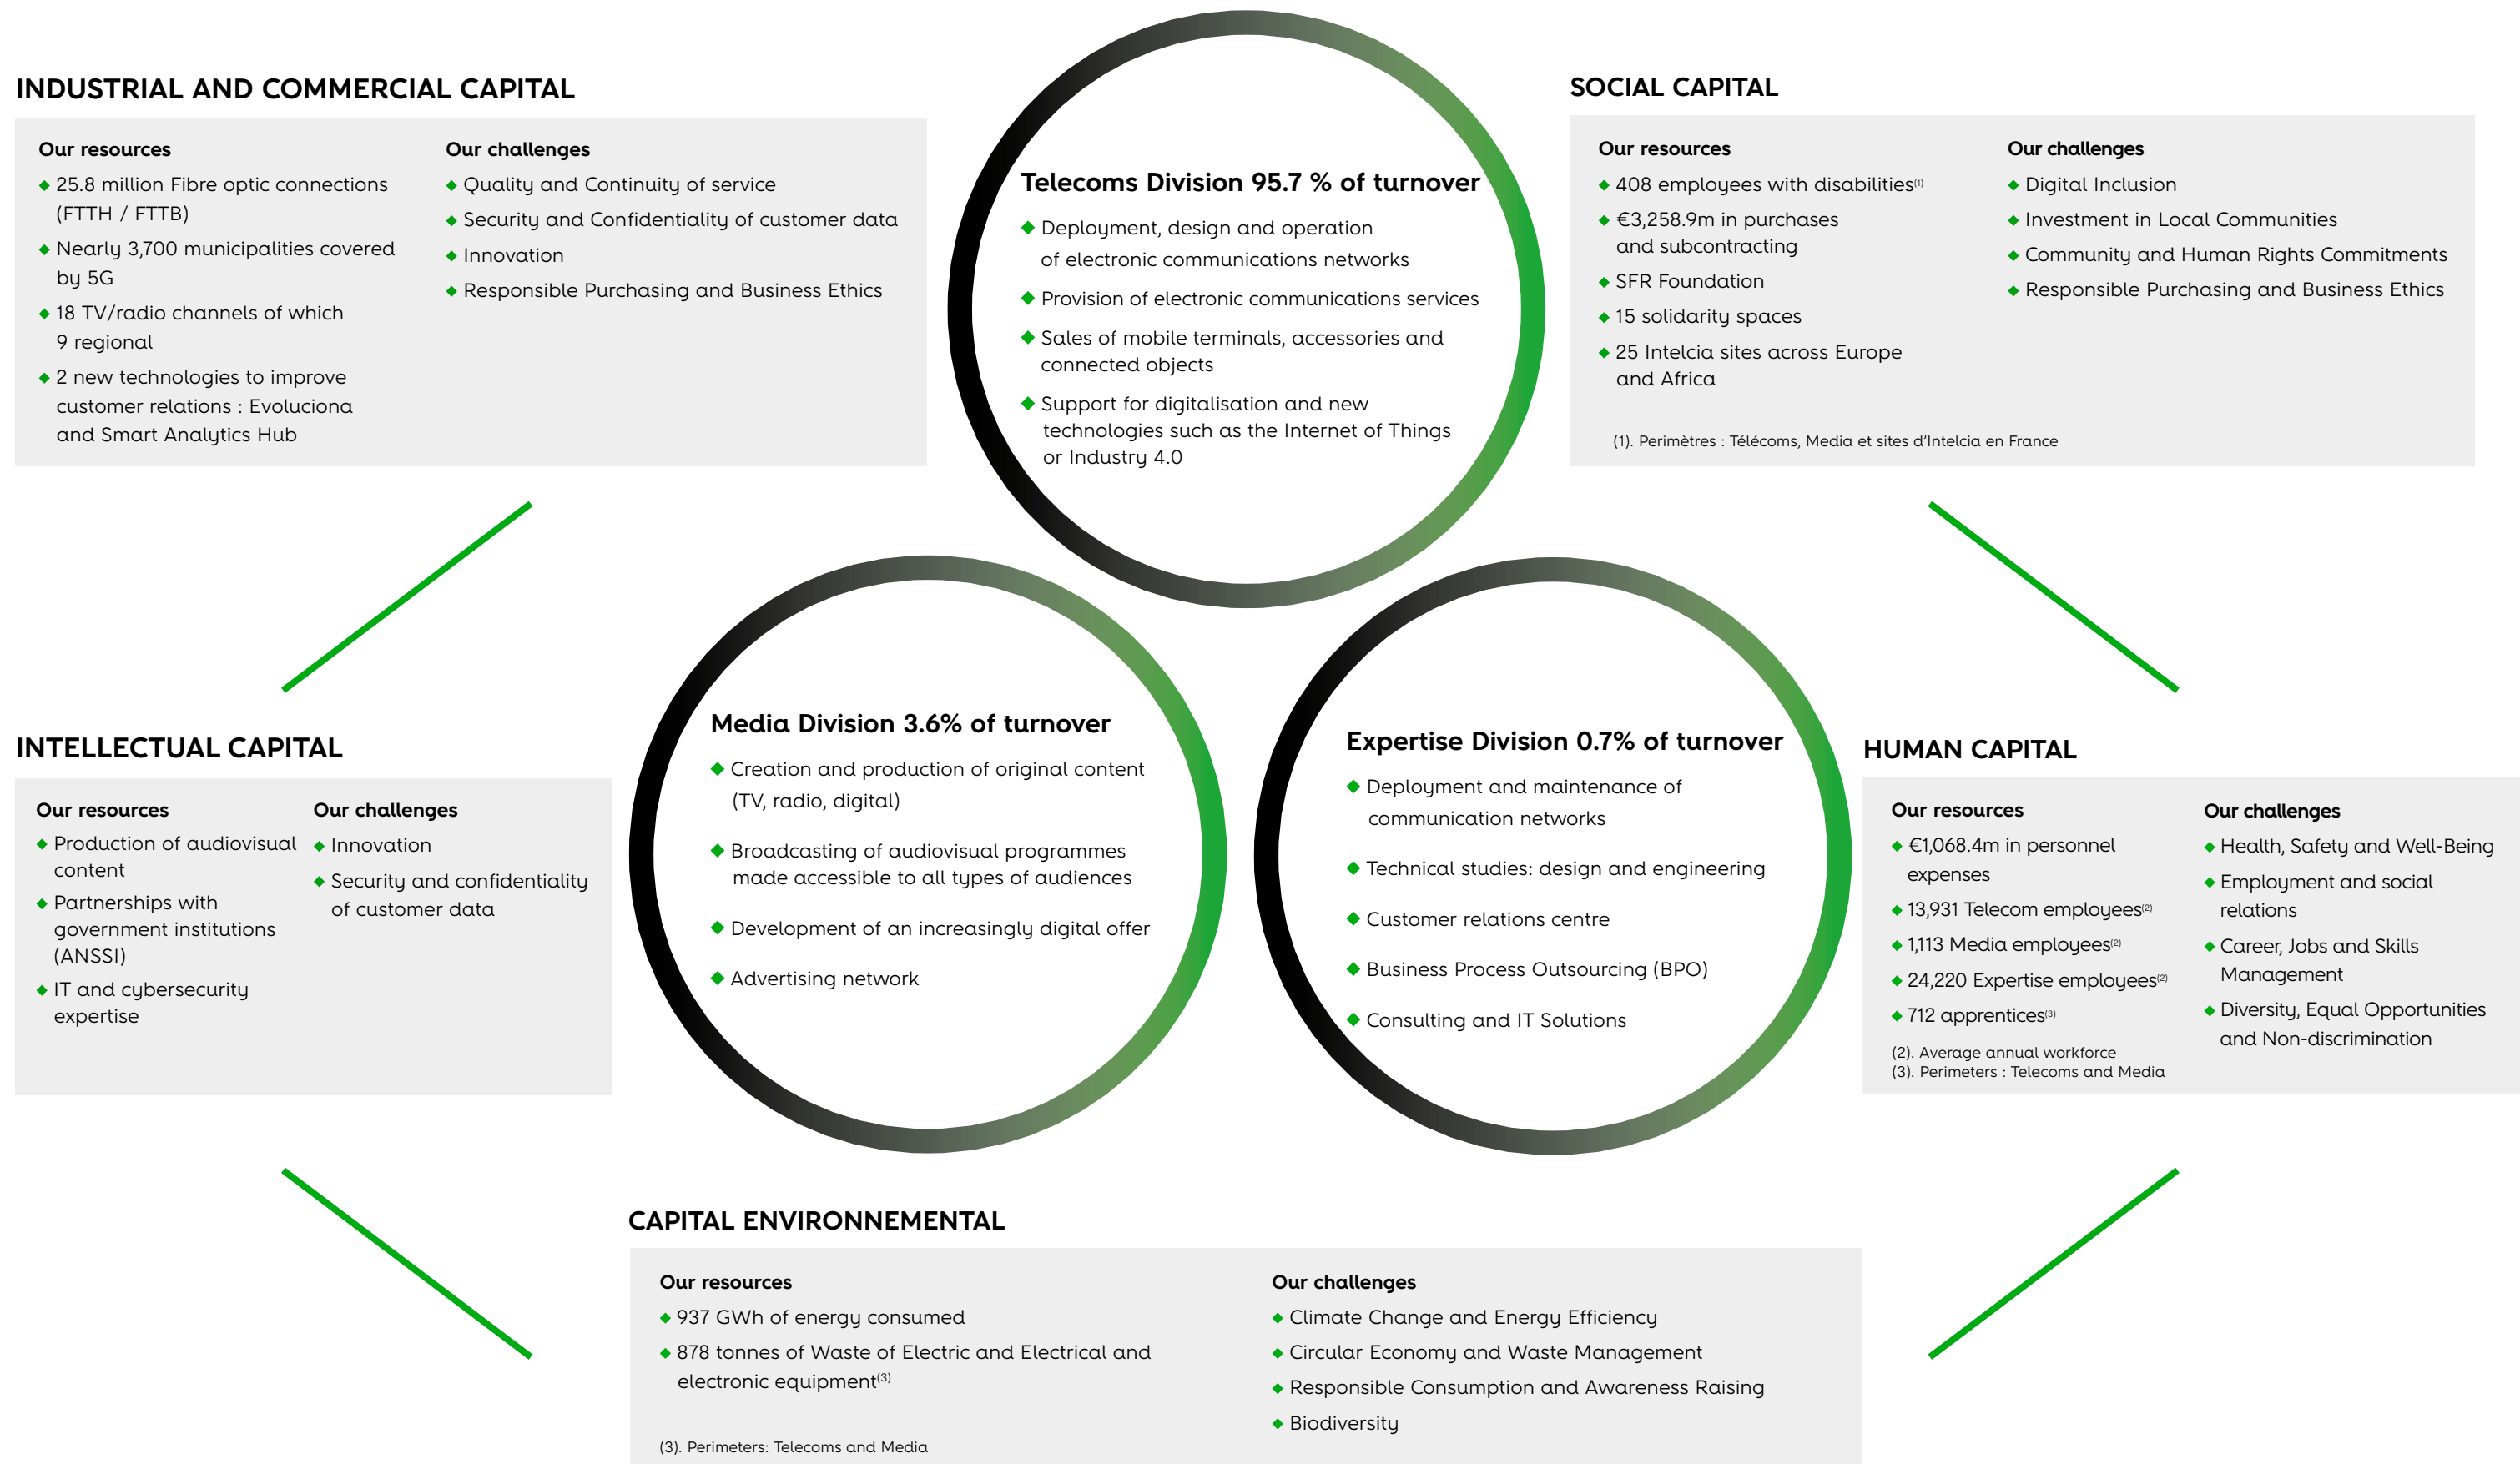 INDUSTRIAL AND COMMERCIAL CAPITAL
Our resources
◆ 25.8 million Fibre optic connections
(FTTH / FTTB)
◆ Nearly 3,700 municipalities covered
by 5G
◆ 18 TV/radio channels of which
9 regional
◆ 2 new technologies to improve
customer relations : Evoluciona
and Smart Analytics Hub
Our challenges
◆ Quality and Continuity of service
◆ Security and Confidentiality of customer data
◆ Innovation
◆ Responsible Purchasing and Business Ethics
Telecoms Division 95.7 % of turnover
◆ Deployment, design and operation
of electronic communications networks
◆ Provision of electronic communications services
◆ Sales of mobile terminals, accessories and
connected objects
◆ Support for digitalisation and new
technologies such as the Internet of Things
or Industry 4.0
SOCIAL CAPITAL
Our resources
◆ 408 employees with disabilities(1)
◆ €3,258.9m in purchases
and subcontracting
◆ SFR Foundation
◆ 15 solidarity spaces
◆ 25 Intelcia sites across Europe
and Africa
(1). Perimètres : Télécoms, Media et sites d’Intelcia en France
Our challenges
◆ Digital Inclusion
◆ Investment in Local Communities
◆ Community and Human Rights Commitments
◆ Responsible Purchasing and Business Ethics
INTELLECTUAL CAPITAL
Our resources
◆ Production of audiovisual
content
◆ Partnerships with
government institutions
(ANSSI)
◆ IT and cybersecurity
expertise
Our challenges
◆ Innovation
◆ Security and confidentiality
of customer data
Media Division 3.6% of turnover
◆ Creation and production of original content
(TV, radio, digital)
◆ Broadcasting of audiovisual programmes
made accessible to all types of audiences
◆ Development of an increasingly digital offer
◆ Advertising network
Expertise Division 0.7% of turnover
◆ Deployment and maintenance of
communication networks
◆ Technical studies: design and engineering
◆ Customer relations centre
◆ Business Process Outsourcing (BPO)
◆ Consulting and IT Solutions
HUMAN CAPITAL
Our resources
◆ €1,068.4m in personnel
expenses
◆ 13,931 Telecom employees(2)
◆ 1,113 Media employees(2)
◆ 24,220 Expertise employees(2)
◆ 712 apprentices(3)
(2). Average annual workforce
(3). Perimeters : Telecoms and Media
Our challenges
◆ Health, Safety and Well-Being
◆ Employment and social
relations
◆ Career, Jobs and Skills
Management
◆ Diversity, Equal Opportunities
and Non-discrimination
CAPITAL ENVIRONNEMENTAL
Our resources
◆ 937 GWh of energy consumed
◆ 878 tonnes of Waste of Electric and Electrical and
electronic equipment(3)
(3). Perimeters: Telecoms and Media
Our challenges
◆ Climate Change and Energy Efficiency
◆ Circular Economy and Waste Management
◆ Responsible Consumption and Awareness Raising
◆ Biodiversity